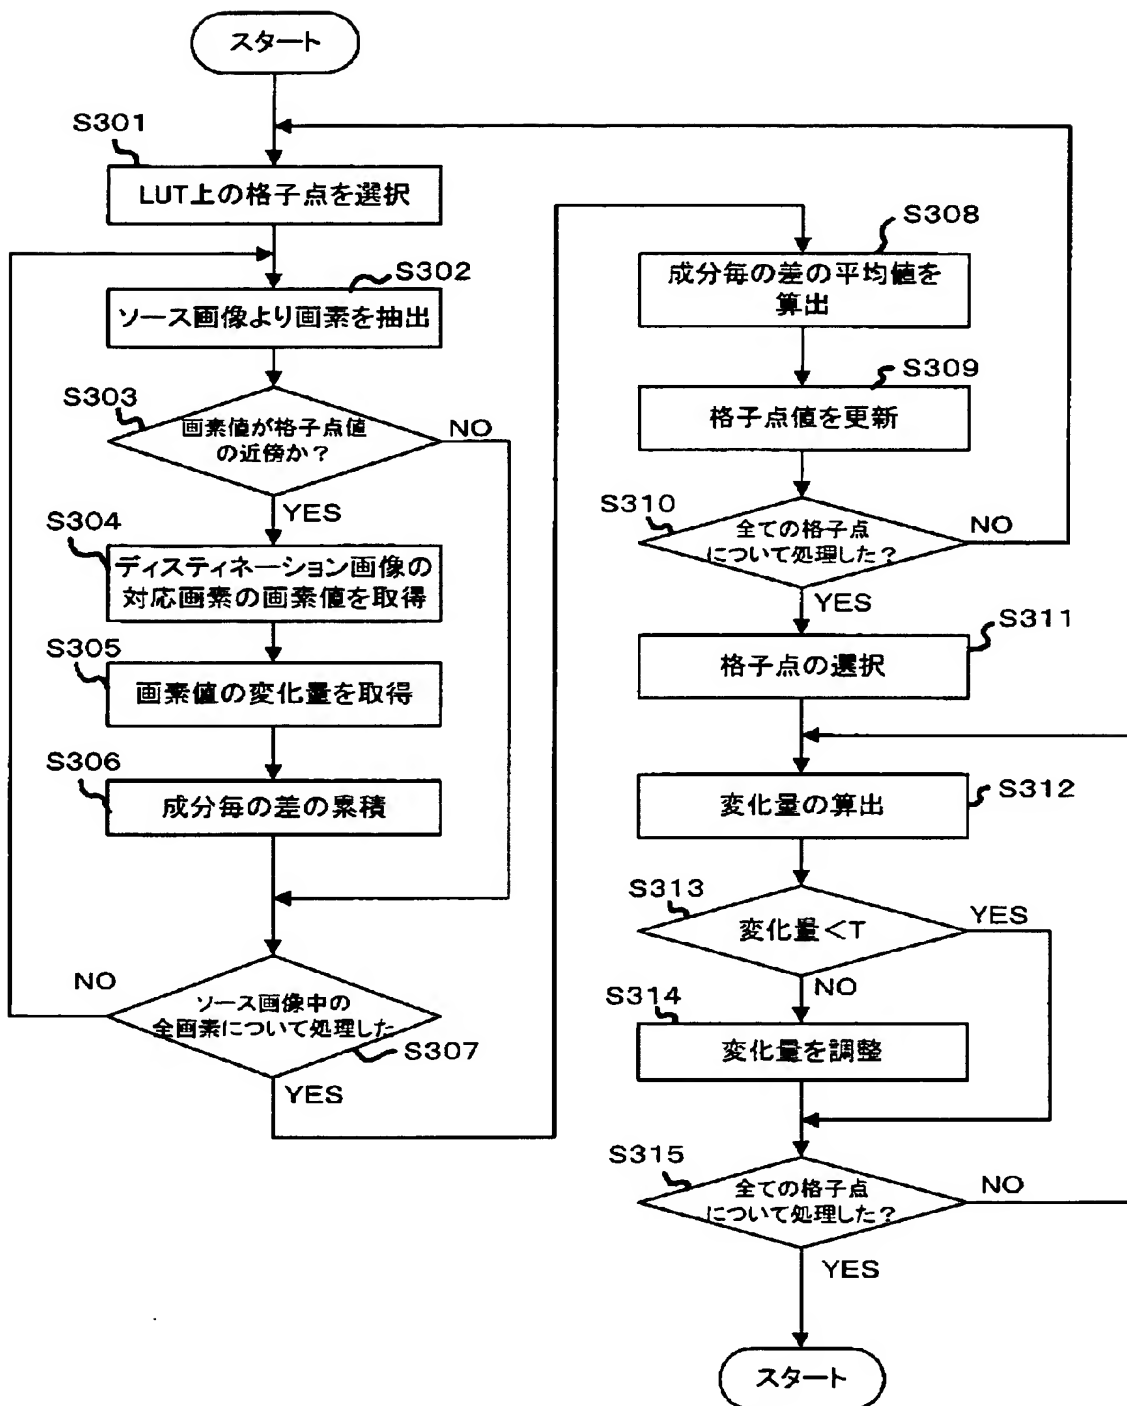 スタート
S301
LUT上の格子点を選択
S302
ソース画像より画素を抽出
S303
画素値が格子点値
の近傍か？
NO
YES
S304
ディスティネーション画像の
対応画素の画素値を取得
S305
画素値の変化量を取得
S306
成分毎の差の累積
NO
ソース画像中の
全画素について処理した
S307
YES
S308
成分毎の差の平均値を
算出
S309
格子点値を更新
S310
全ての格子点
について処理した？
NO
YES
S311
格子点の選択
S312
変化量の算出
S313
変化量＜T
YES
NO
S314
変化量を調整
S315
全ての格子点
について処理した？
NO
YES
スタート